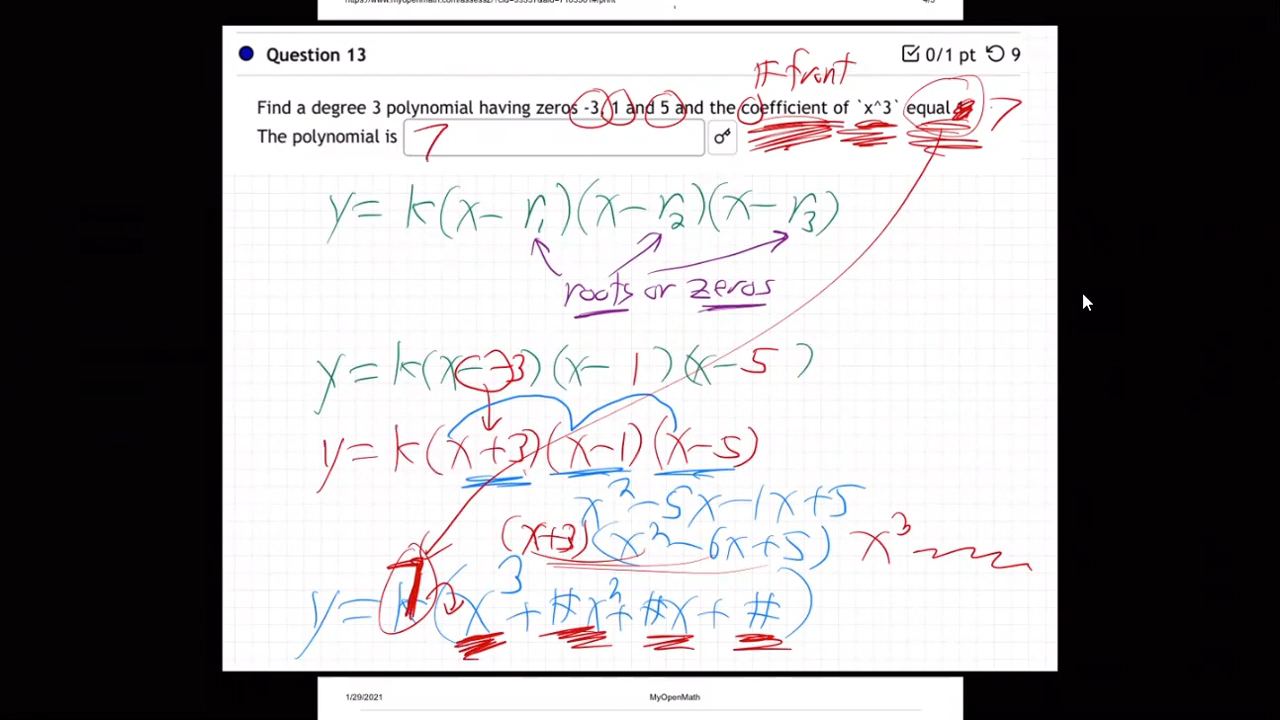 Question 13
0/1 pt 9
# front
Find a degree 3 polynomial having zeros -3, 1 and 5 and the coefficient of `x^3` equal 7
The polynomial is 7
y = k(x - r1)(x - r2)(x - r3)
roots or zeros
y = k(x - -3)(x - 1)(x - 5)
y = k(x+3)(x-1)(x-5)
x² - 5x - 1x + 5
(x+3)(x² - 6x + 5) x³
y = 7(x³ + #x² + #x + #)
1/29/2021 MyOpenMath